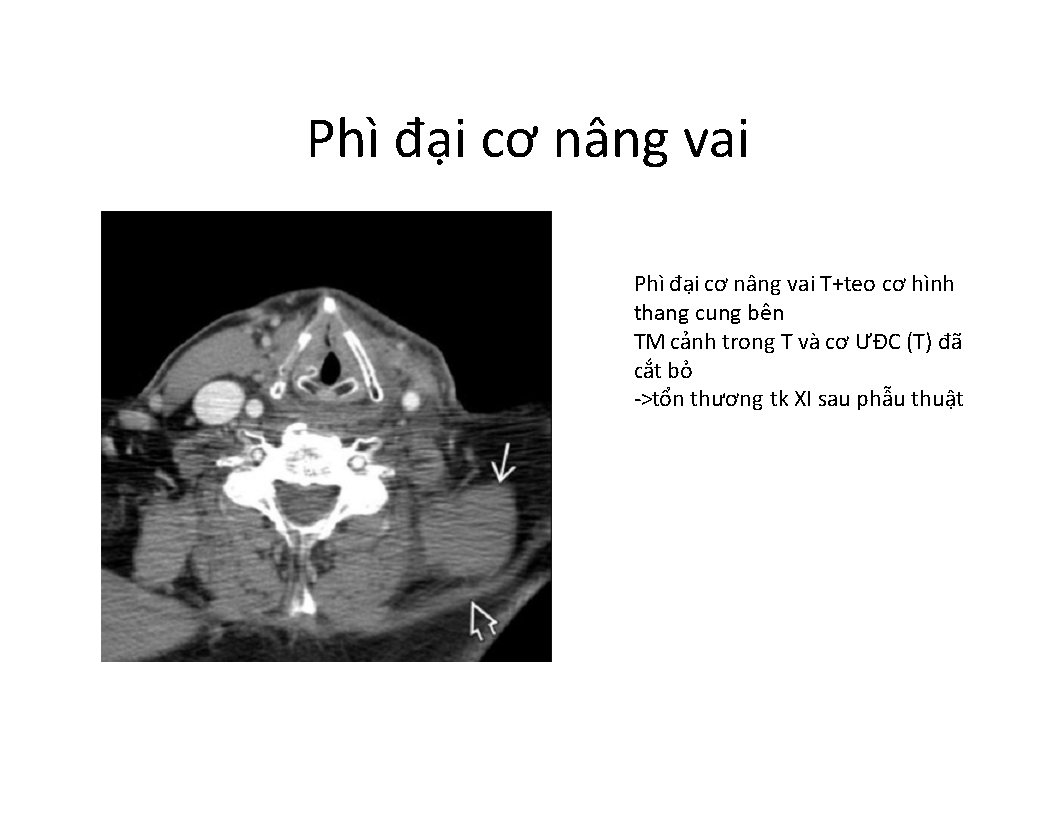 Phì đại cơ nâng vai
Phì đại cơ nâng vai T+teo cơ hình
thang cung bên
TM cảnh trong T và cơ ƯĐC (T) đã
cắt bỏ
->tổn thương tk XI sau phẫu thuật